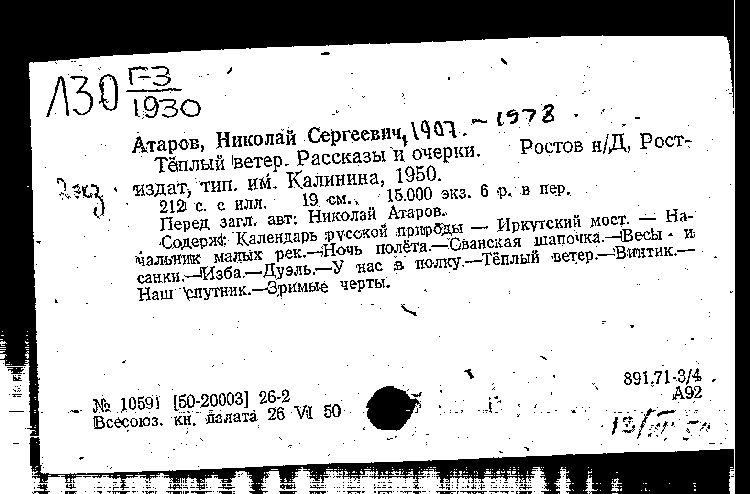 Л30 Г-3
1930
Атаров, Николай Сергеевич, 1907. – 1978
Тёплый ветер. Рассказы и очерки. Ростов н/Д, Рост-
издат, тип. им. Калинина, 1950.
2 экз
212 с. с илл. 19 см. 15.000 экз. 6 р. в пер.
Перед загл. авт: Николай Атаров.
Содерж: Календарь русской природы — Иркутский мост. — На-
чальник малых рек.—Ночь полёта.—Сванская шапочка.—Весы и
санки.—Изба.—Дуэль.—У нас в полку.—Тёплый ветер.—Винтик.—
Наш спутник.—Зримые черты.
891.71-3/4
А92
№ 10591 [50-20003] 26-2
Всесоюз. кн. палата 26 VI 50